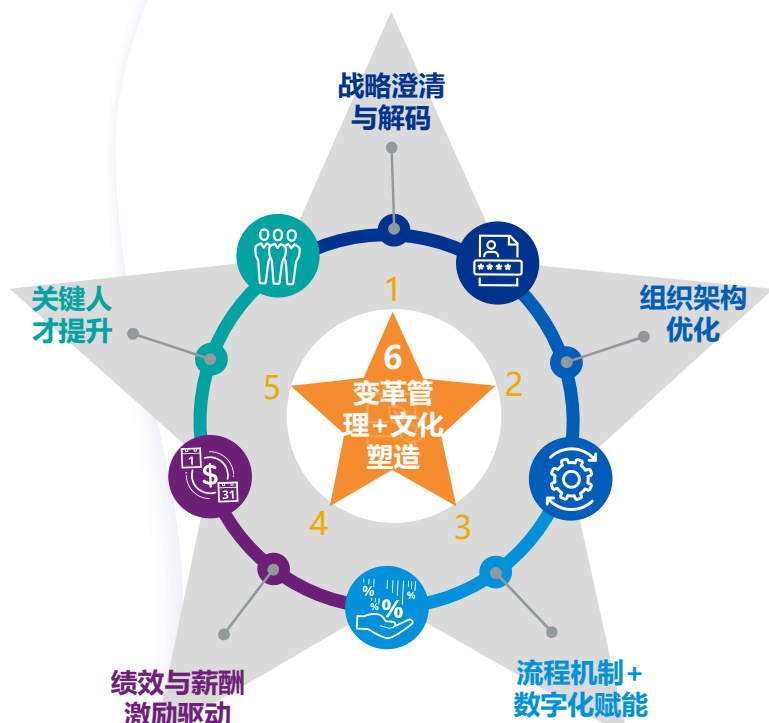 战略澄清
与解码
1
关键人
才提升
组织架构
优化
6
变革管
理+文化
塑造
5
2
****
1
$
31
4
3
%
%
%
%
绩效与薪酬
激励驱动
流程机制+
数字化赋能